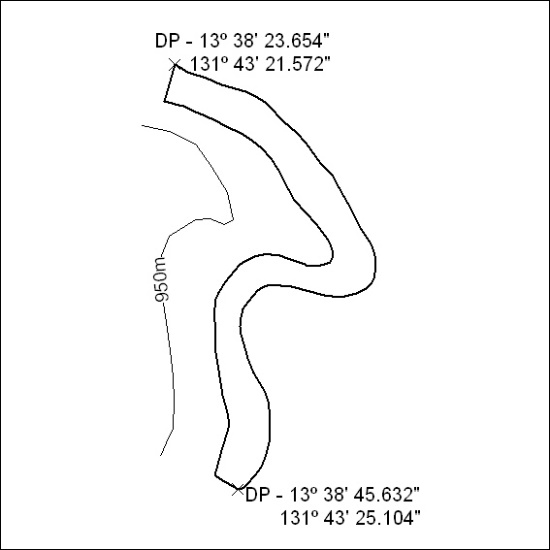 DP - 13º 38' 23.654"
131º 43' 21.572"
950m
DP - 13º 38' 45.632"
131º 43' 25.104"